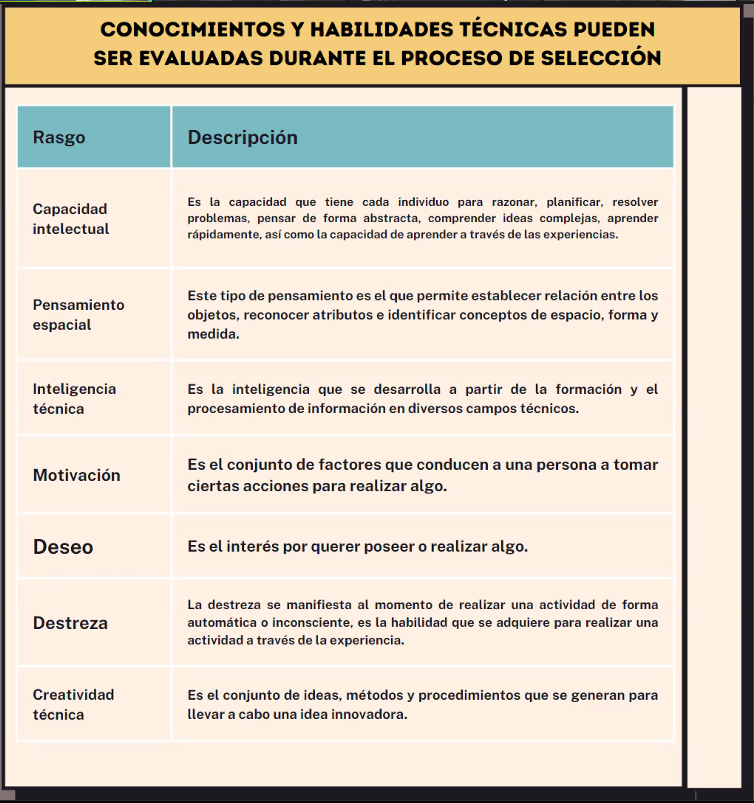 CONOCIMIENTOS Y HABILIDADES TÉCNICAS PUEDEN
SER EVALUADAS DURANTE EL PROCESO DE SELECCIÓN
Rasgo
Descripción
Capacidad
intelectual
Es la capacidad que tiene cada individuo para razonar, planificar, resolver
problemas, pensar de forma abstracta, comprender ideas complejas, aprender
rápidamente, así como la capacidad de aprender a través de las experiencias.
Pensamiento
espacial
Este tipo de pensamiento es el que permite establecer relación entre los
objetos, reconocer atributos e identificar conceptos de espacio, forma y
medida.
Inteligencia
técnica
Es la inteligencia que se desarrolla a partir de la formación y el
procesamiento de información en diversos campos técnicos.
Motivación
Es el conjunto de factores que conducen a una persona a tomar
ciertas acciones para realizar algo.
Deseo
Es el interés por querer poseer o realizar algo.
Destreza
La destreza se manifiesta al momento de realizar una actividad de forma
automática o inconsciente, es la habilidad que se adquiere para realizar una
actividad a través de la experiencia.
Creatividad
técnica
Es el conjunto de ideas, métodos y procedimientos que se generan para
llevar a cabo una idea innovadora.